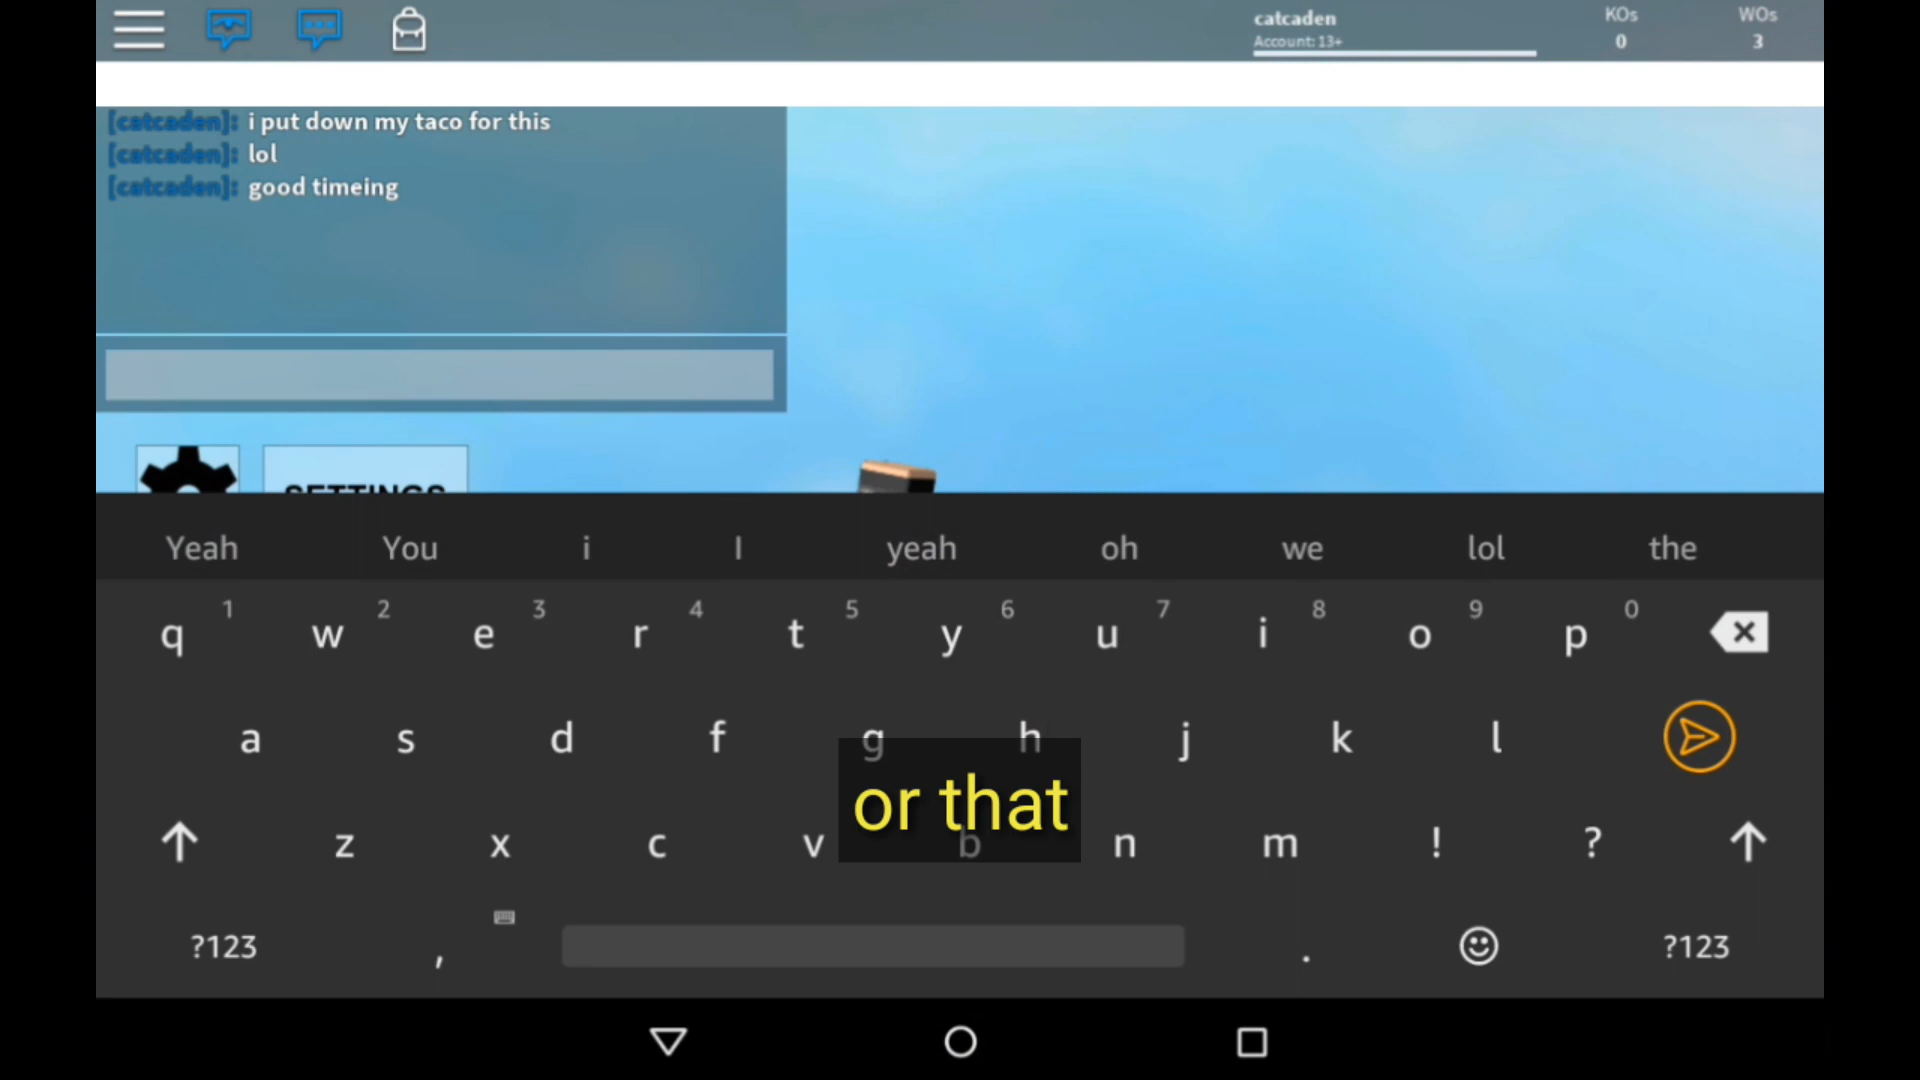 catcaden
Account: 13+
KOs
0
WOs
3
[catcaden]: i put down my taco for this
[catcaden]: lol
[catcaden]: good timeing
SETTINGS
Yeah You i I yeah oh we lol the
1 2 3 4 5 6 7 8 9 0
q w e r t y u i o p
a s d f g h j k l
or that
z x c v b n m ! ?
?123 , . ?123